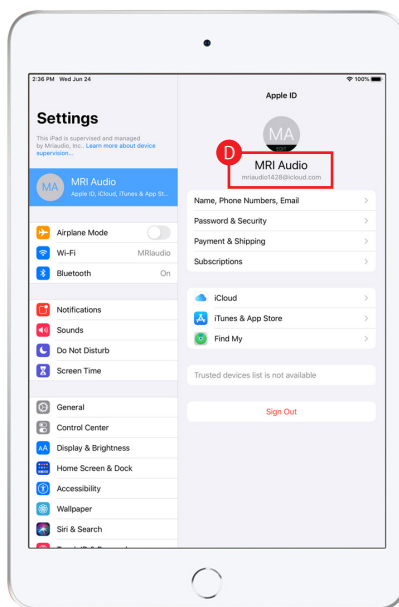 2:36 PM Wed Jun 24
100%
Settings
This iPad is supervised and managed
by Mriaudio, Inc. Learn more about device
supervision...
MA
MRI Audio
Apple ID, iCloud, iTunes & App St...
Airplane Mode
Wi-Fi
MRIaudio
Bluetooth
On
Notifications
Sounds
Do Not Disturb
Screen Time
General
Control Center
AA
Display & Brightness
Home Screen & Dock
Accessibility
Wallpaper
Siri & Search
Apple ID
MA
EDIT
D
MRI Audio
mriaudio1428@icloud.com
Name, Phone Numbers, Email
Password & Security
Payment & Shipping
Subscriptions
iCloud
iTunes & App Store
Find My
Trusted devices list is not available
Sign Out